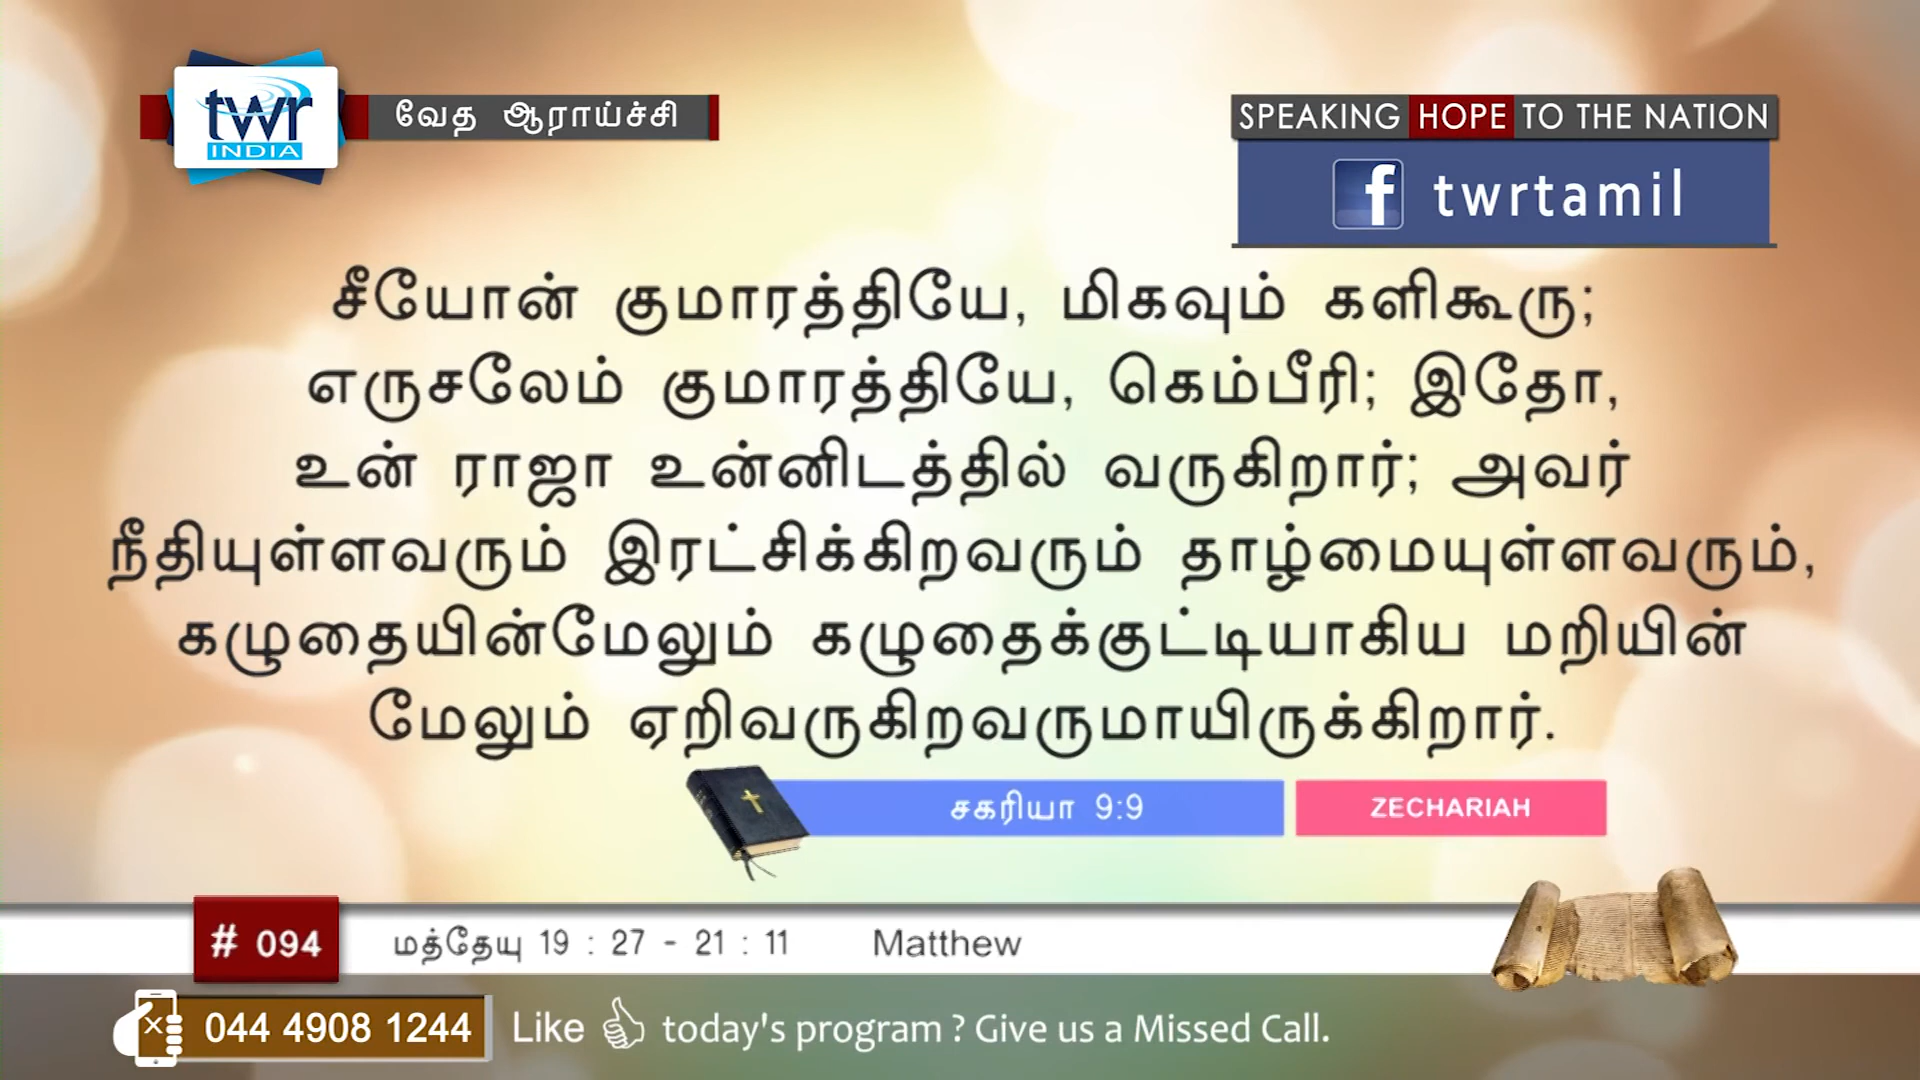 twr
INDIA
வேத ஆராய்ச்சி
SPEAKING HOPE TO THE NATION
f twrtamil
சீயோன் குமாரத்தியே, மிகவும் களிகூரு;
எருசலேம் குமாரத்தியே, கெம்பீரி; இதோ,
உன் ராஜா உன்னிடத்தில் வருகிறார்; அவர்
நீதியுள்ளவரும் இரட்சிக்கிறவரும் தாழ்மையுள்ளவரும்,
கழுதையின்மேலும் கழுதைக்குட்டியாகிய மறியின்
மேலும் ஏறிவருகிறவருமாயிருக்கிறார்.
சகரியா 9:9 ZECHARIAH
# 094 மத்தேயு 19 : 27 - 21 : 11 Matthew
044 4908 1244 Like today's program ? Give us a Missed Call.